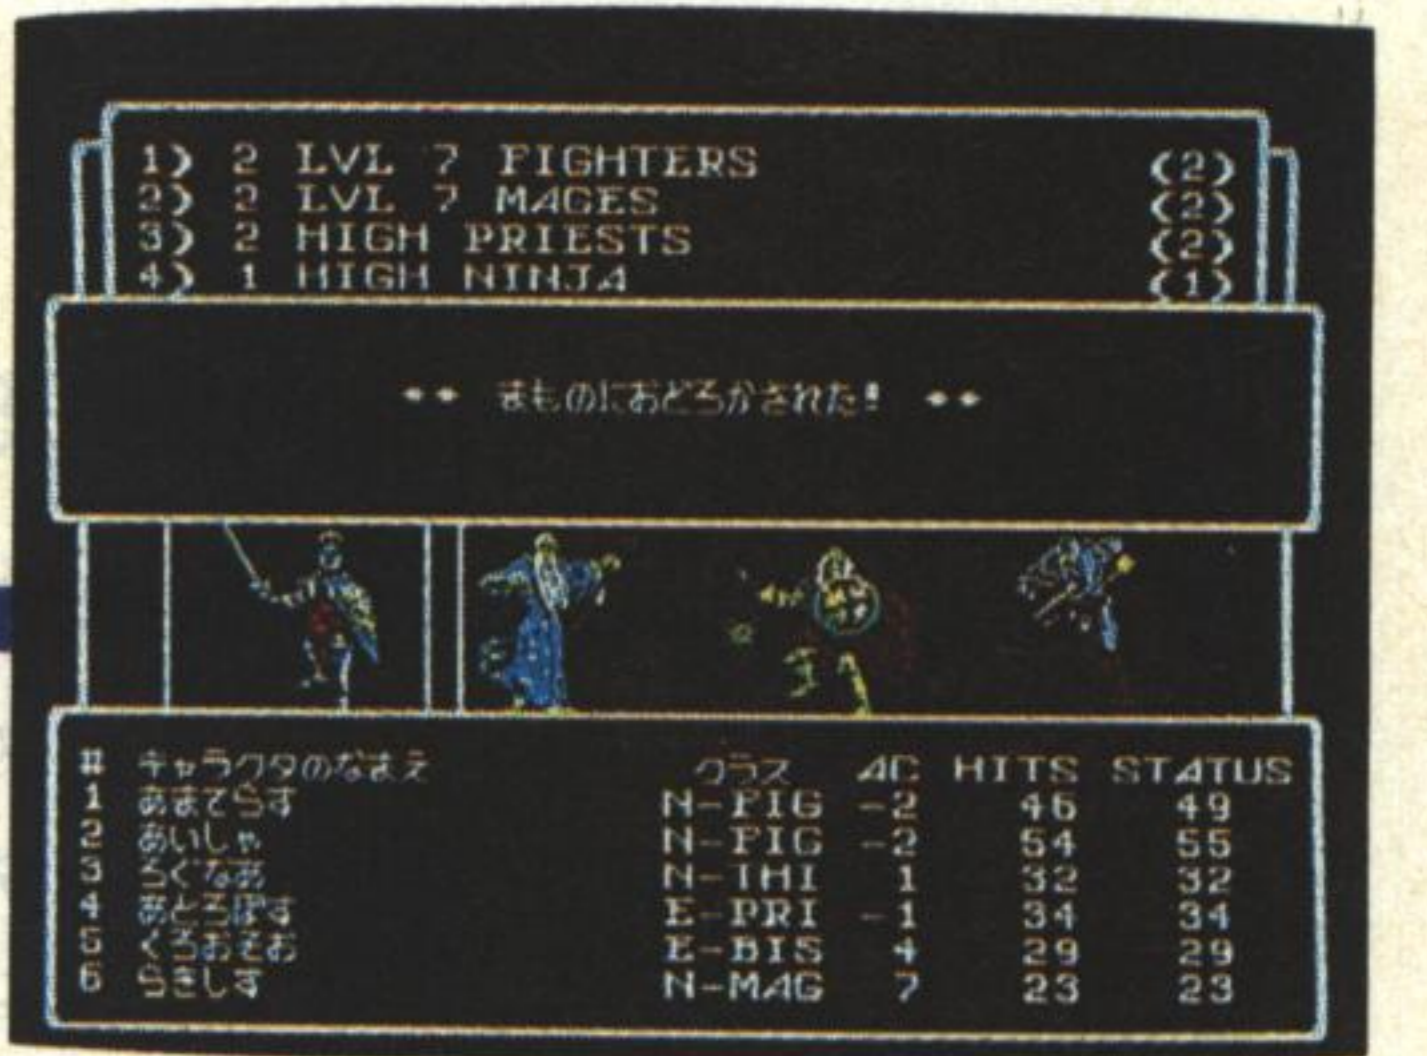 1) 2 LVL 7 FIGHTERS (2)
2) 2 LVL 7 MAGES (2)
3) 2 HIGH PRIESTS (2)
4) 1 HIGH NINJA (1)
** まものにおどろかされた! **
# キャラクタのなまえ クラス AC HITS STATUS
1 あまてらす N-FIG -2 46 49
2 あいしゃ N-FIG -2 54 55
3 ろぐなあ N-THI 1 32 32
4 あとろぽす E-PRI -1 34 34
5 くろおそお E-BIS 4 29 29
6 らきしす N-MAG 7 23 23